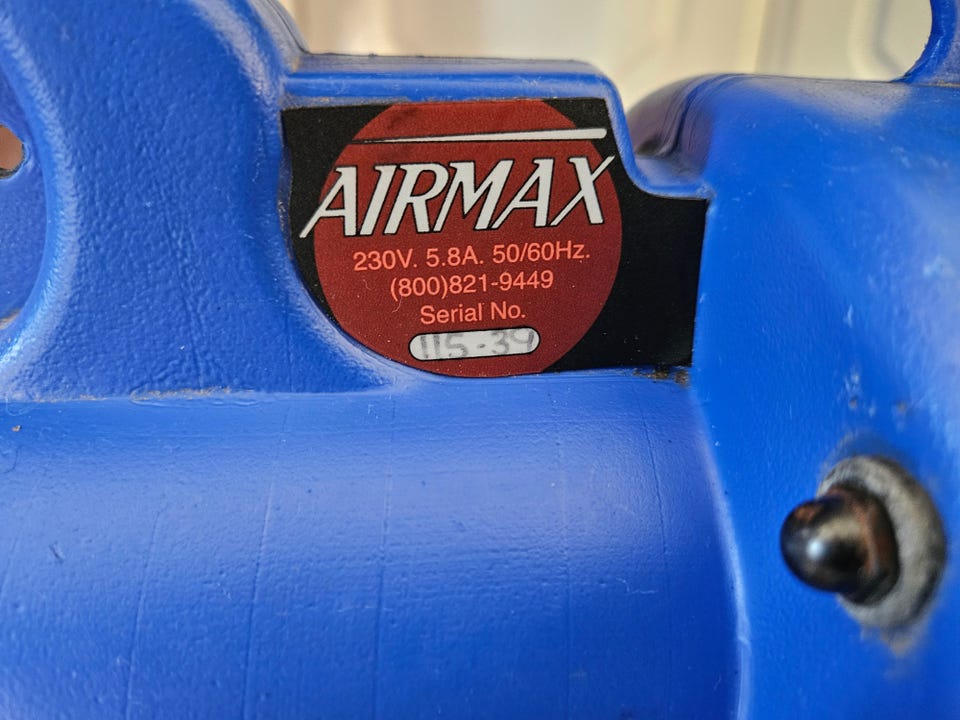 AIRMAX
230V. 5.8A. 50/60Hz.
(800)821-9449
Serial No.
115-39